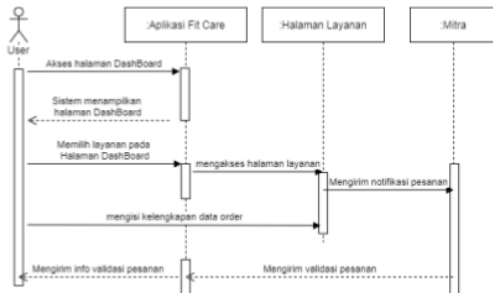 :Aplikasi Fit Care
:Halaman Layanan
:Mitra
User
Akses halaman DashBoard
Sistem menampilkan
halaman DashBoard
Memilih layanan pada
Halaman DashBoard
mengakses halaman layanan
Mengirim notifikasi pesanan
mengisi kelengkapan data order
Mengirim info validasi pesanan
Mengirim validasi pesanan